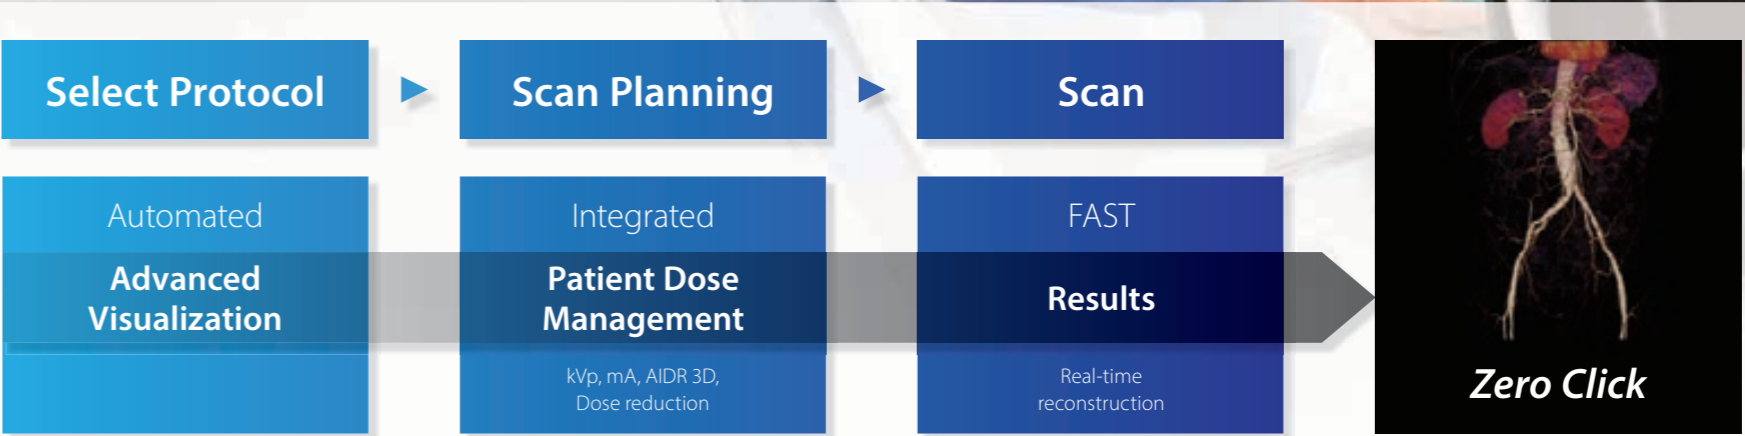 Select Protocol
Scan Planning
Scan
Automated
Advanced
Visualization
Integrated
Patient Dose
Management
kVp, mA, AIDR 3D,
Dose reduction
FAST
Results
Real-time
reconstruction
Zero Click